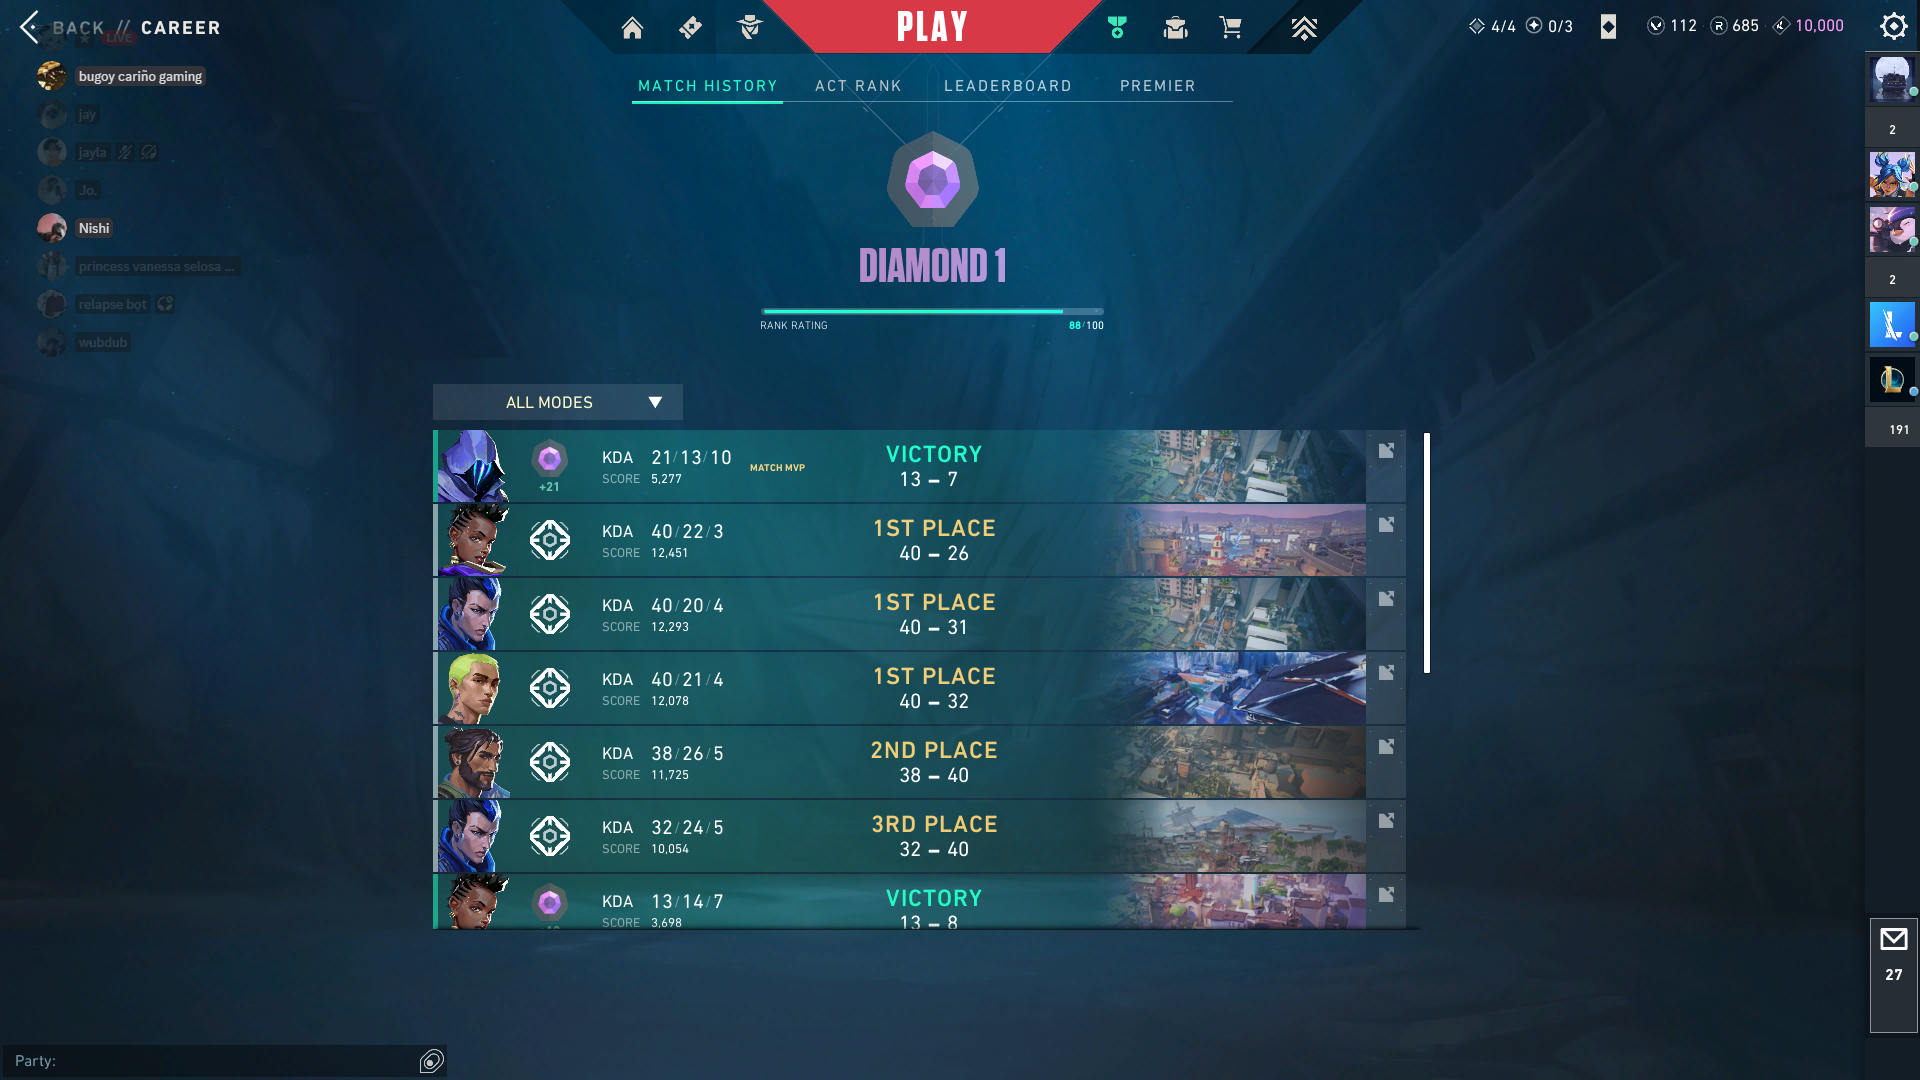 BACK // CAREER
LIVE
PLAY
4/4 0/3
112 685 10,000
bugoy cariño gaming
jay
jayla
Jo.
Nishi
princess vanessa selosa ...
relapse bot
wubdub
MATCH HISTORY ACT RANK LEADERBOARD PREMIER
DIAMOND 1
RANK RATING 88/100
ALL MODES
KDA 21/13/10
SCORE 5,277
+21
MATCH MVP
VICTORY
13 – 7
KDA 40/22/3
SCORE 12,451
1ST PLACE
40 – 26
KDA 40/20/4
SCORE 12,293
1ST PLACE
40 – 31
KDA 40/21/4
SCORE 12,078
1ST PLACE
40 – 32
KDA 38/26/5
SCORE 11,725
2ND PLACE
38 – 40
KDA 32/24/5
SCORE 10,054
3RD PLACE
32 – 40
KDA 13/14/7
SCORE 3,698
VICTORY
13 – 8
2
2
191
27
Party: